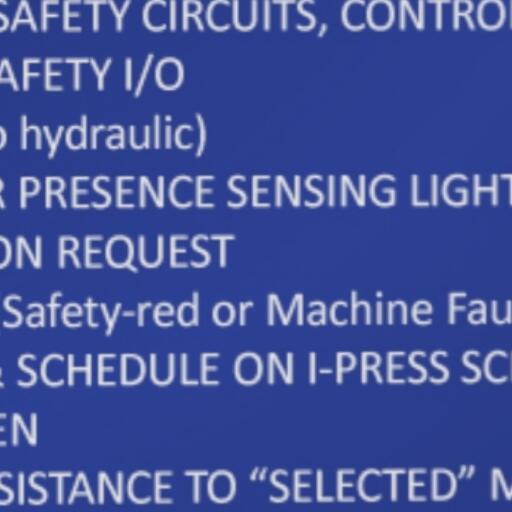 SAFETY CIRCUITS, CONTROL
AFETY I/O
hydraulic)
PRESENCE SENSING LIGHT
ON REQUEST
(Safety-red or Machine Fau
& SCHEDULE ON I-PRESS SC
EN
SISTANCE TO “SELECTED” M